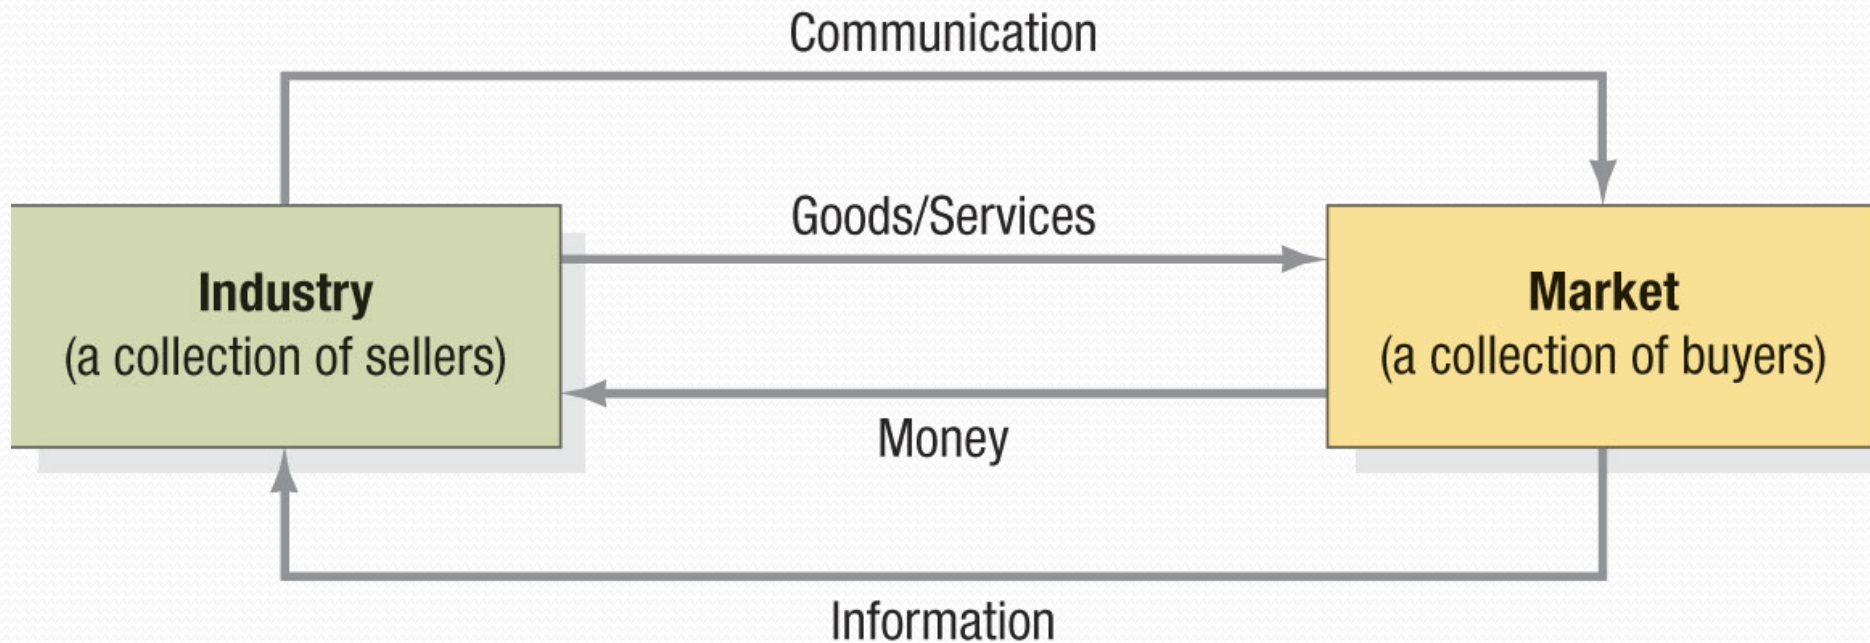 Communication
Goods/Services
Industry
(a collection of sellers)
Market
(a collection of buyers)
Money
Information